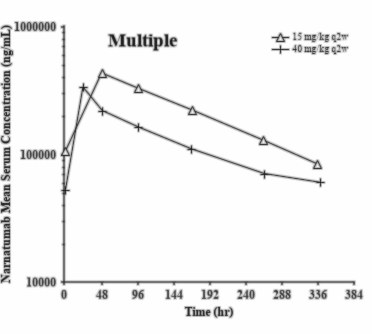 1000000
Multiple
15 mg/kg q2w
40 mg/kg q2w
Narnatumab Mean Serum Concentration (ng/mL)
100000
10000
0 48 96 144 192 240 288 336 384
Time (hr)